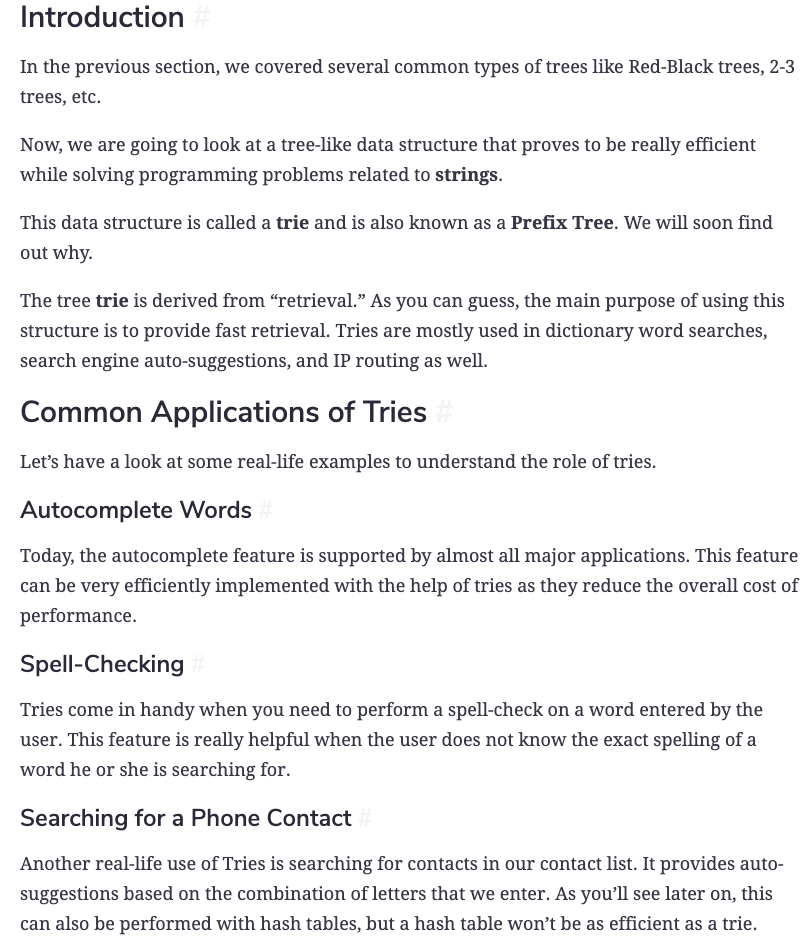 Introduction #
In the previous section, we covered several common types of trees like Red-Black trees, 2-3
trees, etc.
Now, we are going to look at a tree-like data structure that proves to be really efficient
while solving programming problems related to strings.
This data structure is called a trie and is also known as a Prefix Tree. We will soon find
out why.
The tree trie is derived from “retrieval.” As you can guess, the main purpose of using this
structure is to provide fast retrieval. Tries are mostly used in dictionary word searches,
search engine auto-suggestions, and IP routing as well.
Common Applications of Tries #
Let’s have a look at some real-life examples to understand the role of tries.
Autocomplete Words #
Today, the autocomplete feature is supported by almost all major applications. This feature
can be very efficiently implemented with the help of tries as they reduce the overall cost of
performance.
Spell-Checking #
Tries come in handy when you need to perform a spell-check on a word entered by the
user. This feature is really helpful when the user does not know the exact spelling of a
word he or she is searching for.
Searching for a Phone Contact #
Another real-life use of Tries is searching for contacts in our contact list. It provides auto-
suggestions based on the combination of letters that we enter. As you’ll see later on, this
can also be performed with hash tables, but a hash table won’t be as efficient as a trie.